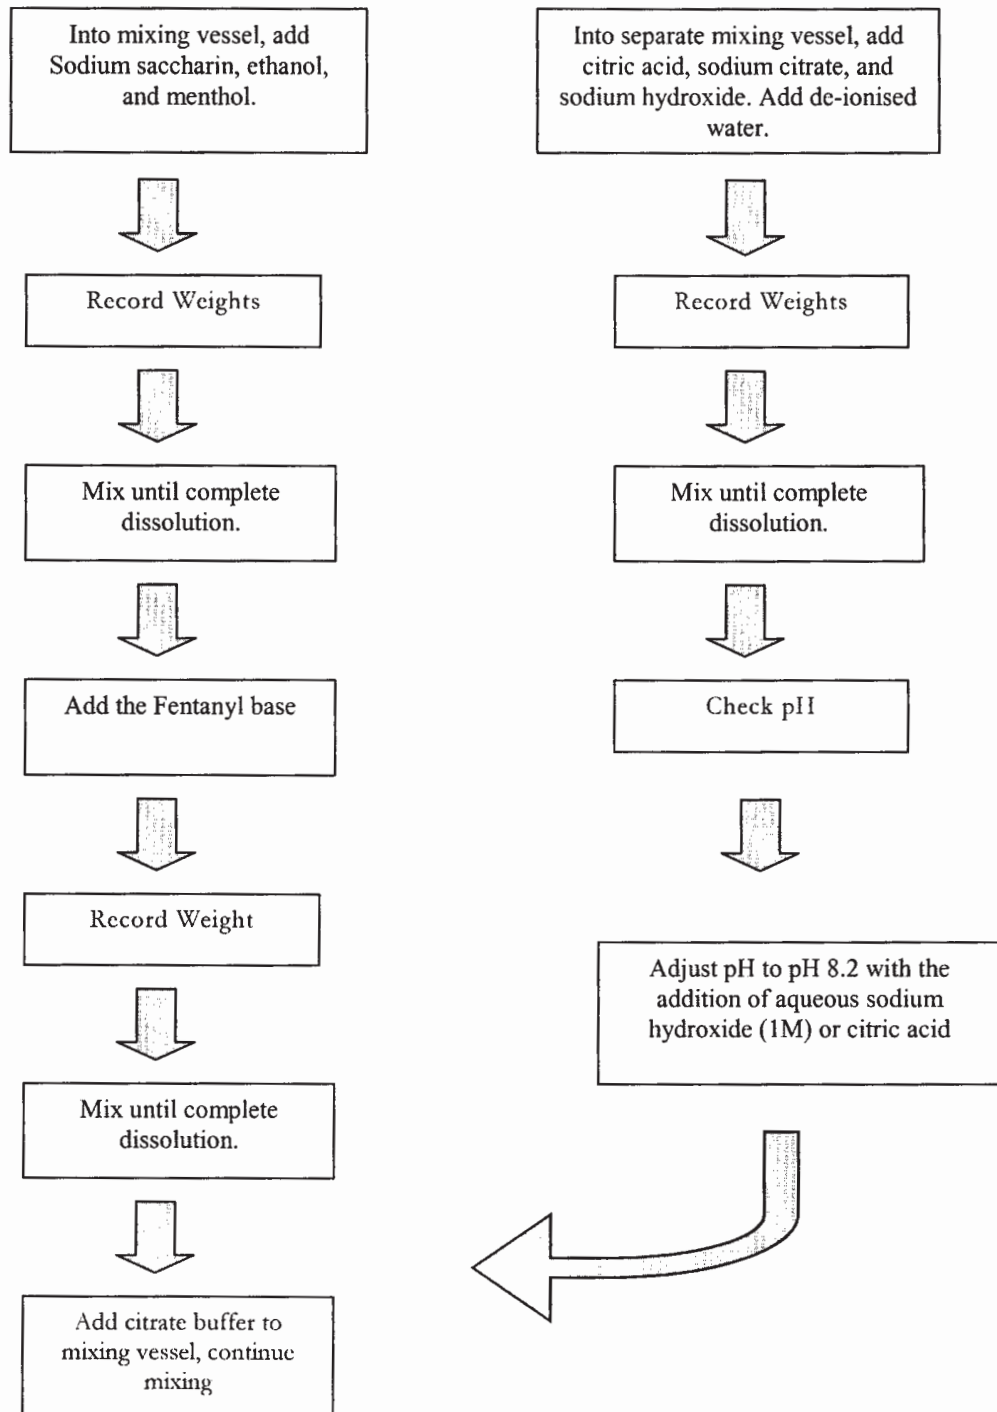 Into mixing vessel, add
Sodium saccharin, ethanol,
and menthol.
Record Weights
Mix until complete
dissolution.
Add the Fentanyl base
Record Weight
Mix until complete
dissolution.
Add citrate buffer to
mixing vessel, continue
mixing
Into separate mixing vessel, add
citric acid, sodium citrate, and
sodium hydroxide. Add de-ionised
water.
Record Weights
Mix until complete
dissolution.
Check pH
Adjust pH to pH 8.2 with the
addition of aqueous sodium
hydroxide (1M) or citric acid